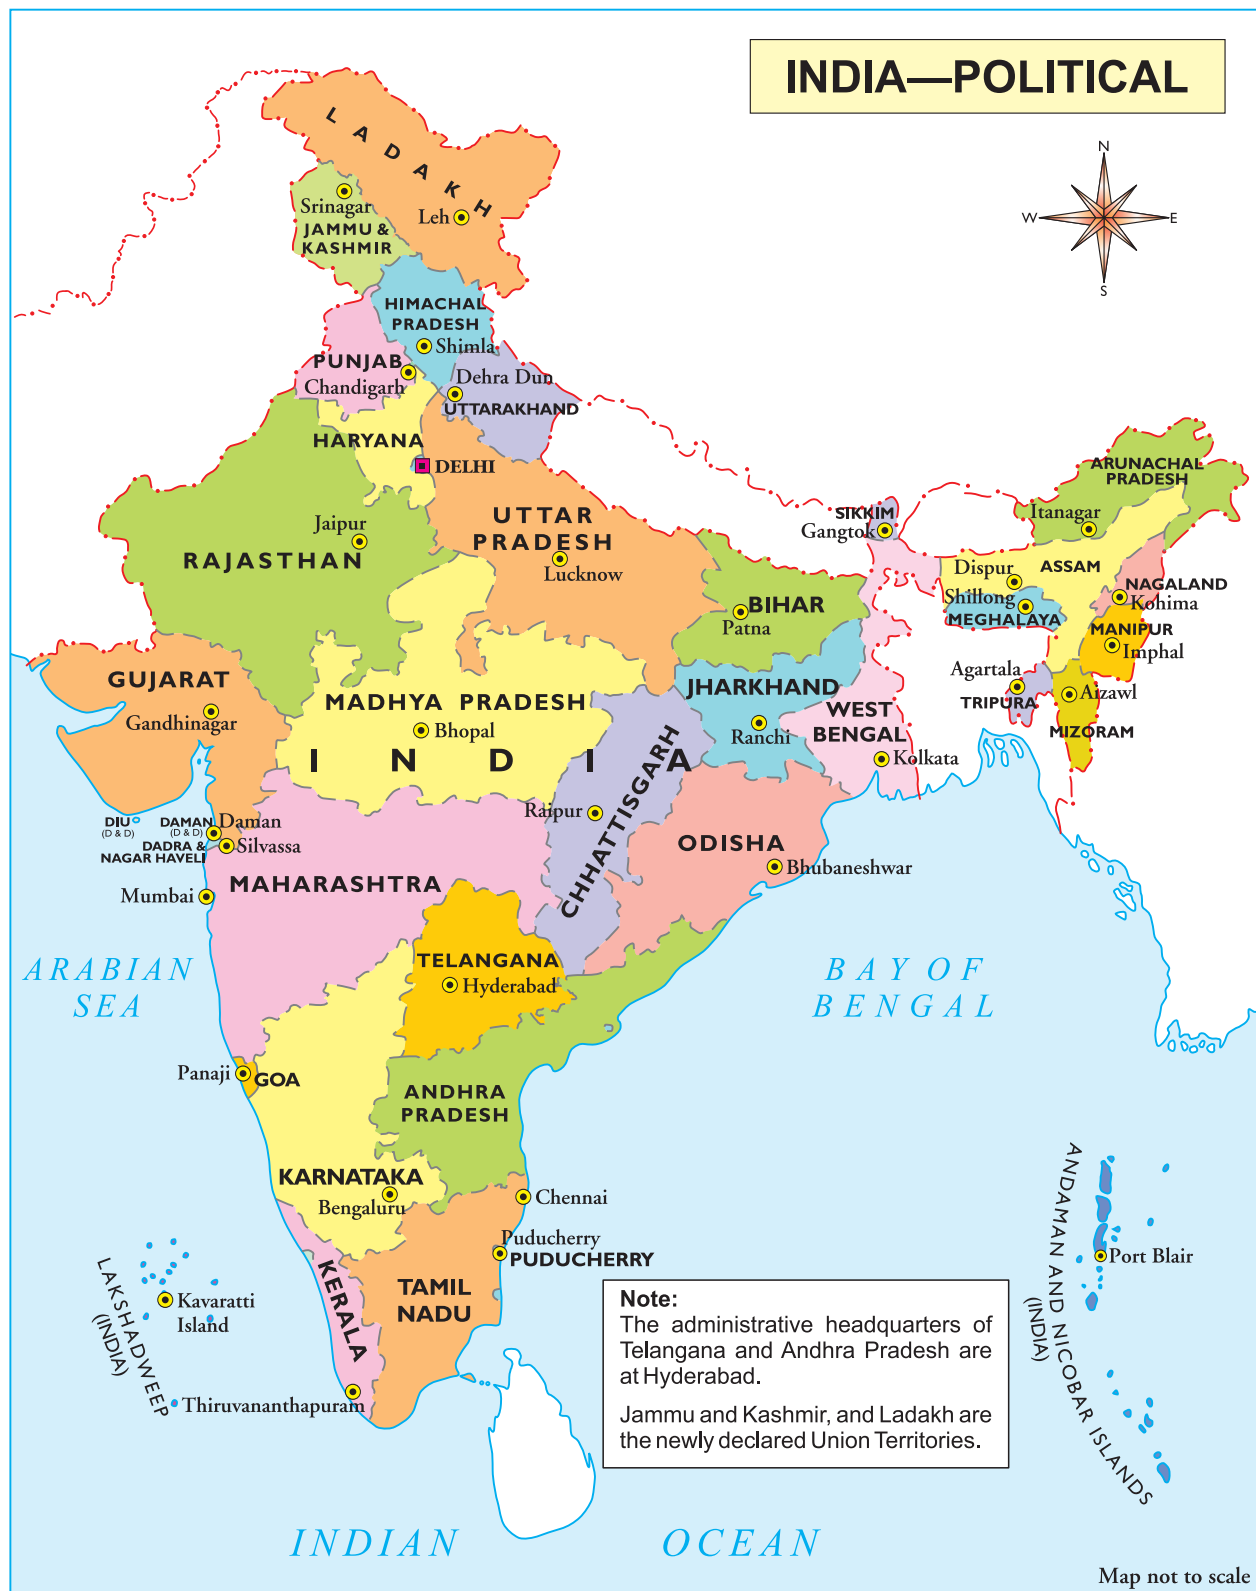 INDIA—POLITICAL
N
W
E
S
L A D A K H
Srinagar
Leh
JAMMU &
KASHMIR
HIMACHAL
PRADESH
Shimla
PUNJAB
Chandigarh
Dehra Dun
UTTARAKHAND
HARYANA
DELHI
ARUNACHAL
PRADESH
Itanagar
SIKKIM
Gangtok
Jaipur
RAJASTHAN
UTTAR
PRADESH
Lucknow
Dispur
ASSAM
NAGALAND
Kohima
Shillong
MEGHALAYA
BIHAR
Patna
MANIPUR
Imphal
Agartala
TRIPURA
Aizawl
MIZORAM
GUJARAT
Gandhinagar
MADHYA PRADESH
Bhopal
JHARKHAND
Ranchi
WEST
BENGAL
Kolkata
I N D I A
CHHATTISGARH
Raipur
DIU
(D & D)
DAMAN
(D & D)
Daman
DADRA &
NAGAR HAVELI
Silvassa
ODISHA
Bhubaneshwar
MAHARASHTRA
Mumbai
ARABIAN
SEA
TELANGANA
Hyderabad
BAY OF
BENGAL
Panaji
GOA
ANDHRA
PRADESH
KARNATAKA
Bengaluru
Chennai
Puducherry
PUDUCHERRY
KERALA
TAMIL
NADU
Thiruvananthapuram
LAKSHADWEEP
(INDIA)
Kavaratti
Island
ANDAMAN AND NICOBAR ISLANDS
(INDIA)
Port Blair
Note:
The administrative headquarters of
Telangana and Andhra Pradesh are
at Hyderabad.
Jammu and Kashmir, and Ladakh are
the newly declared Union Territories.
INDIAN OCEAN
Map not to scale